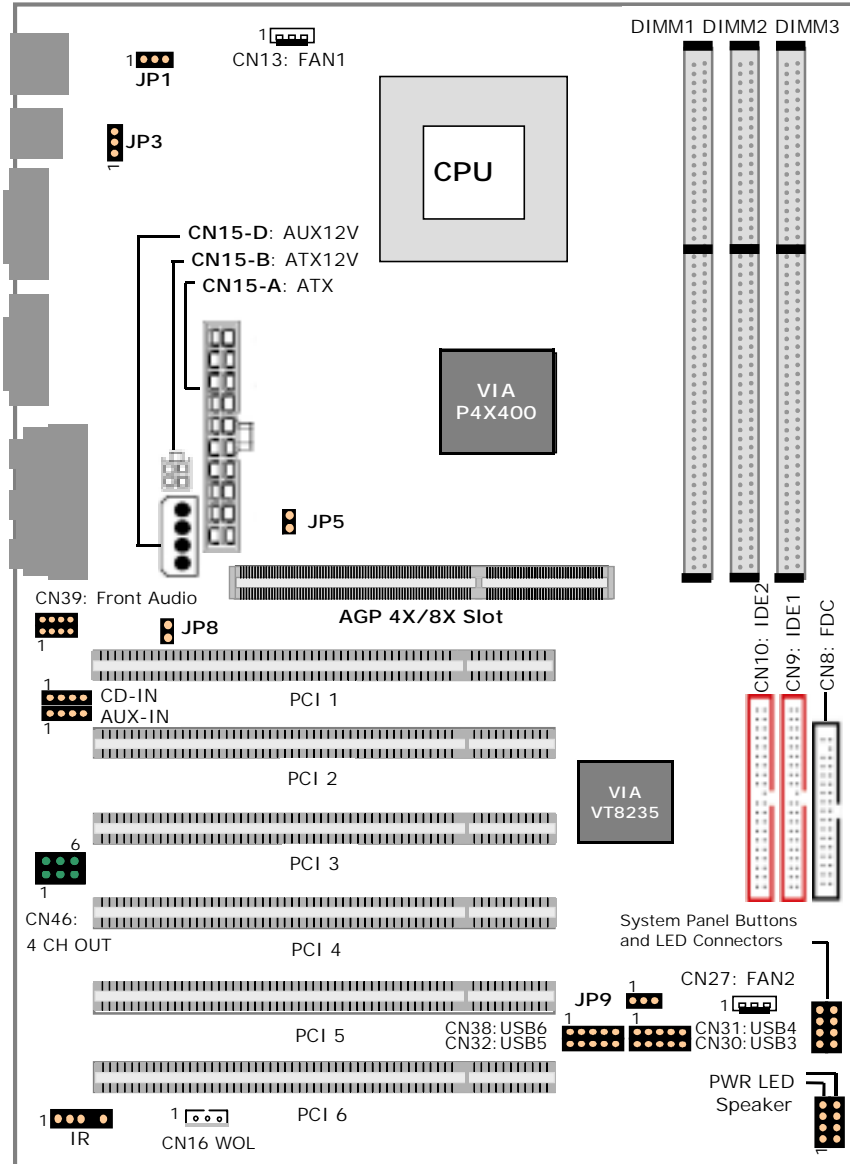 DIMM1 DIMM2 DIMM3
1
CN13: FAN1
1
JP1
JP3
1
CPU
CN15-D: AUX12V
CN15-B: ATX12V
CN15-A: ATX
VIA
P4X400
JP5
AGP 4X/8X Slot
CN39: Front Audio
1
JP8
PCI 1
1
CD-IN
AUX-IN
1
PCI 2
CN10: IDE2
CN9: IDE1
CN8: FDC
VIA
VT8235
PCI 3
6
1
CN46:
4 CH OUT
PCI 4
System Panel Buttons
and LED Connectors
PCI 5
JP9
1
CN27: FAN2
1
CN38:USB6
CN32:USB5
1
1
CN31:USB4
CN30:USB3
PCI 6
PWR LED
Speaker
1
1
IR
1
CN16 WOL